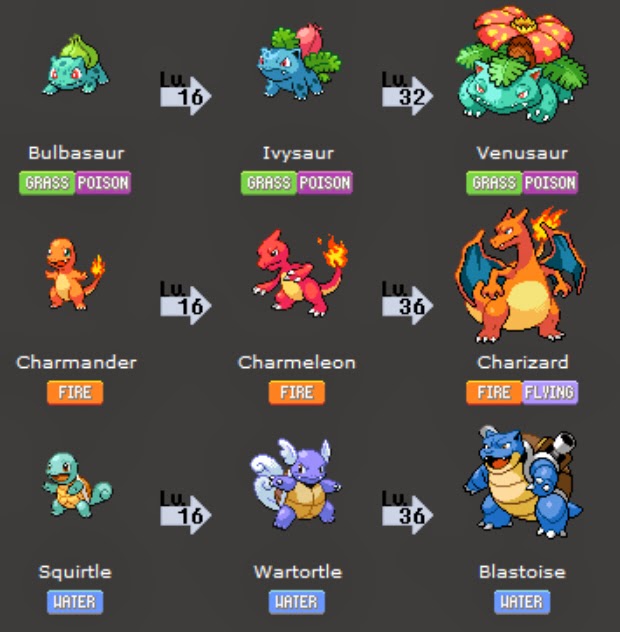 Lv. 16
Lv. 32
Bulbasaur Ivysaur Venusaur
GRASS POISON GRASS POISON GRASS POISON
Lv. 16
Lv. 36
Charmander Charmeleon Charizard
FIRE FIRE FIRE FLYING
Lv. 16
Lv. 36
Squirtle Wartortle Blastoise
WATER WATER WATER